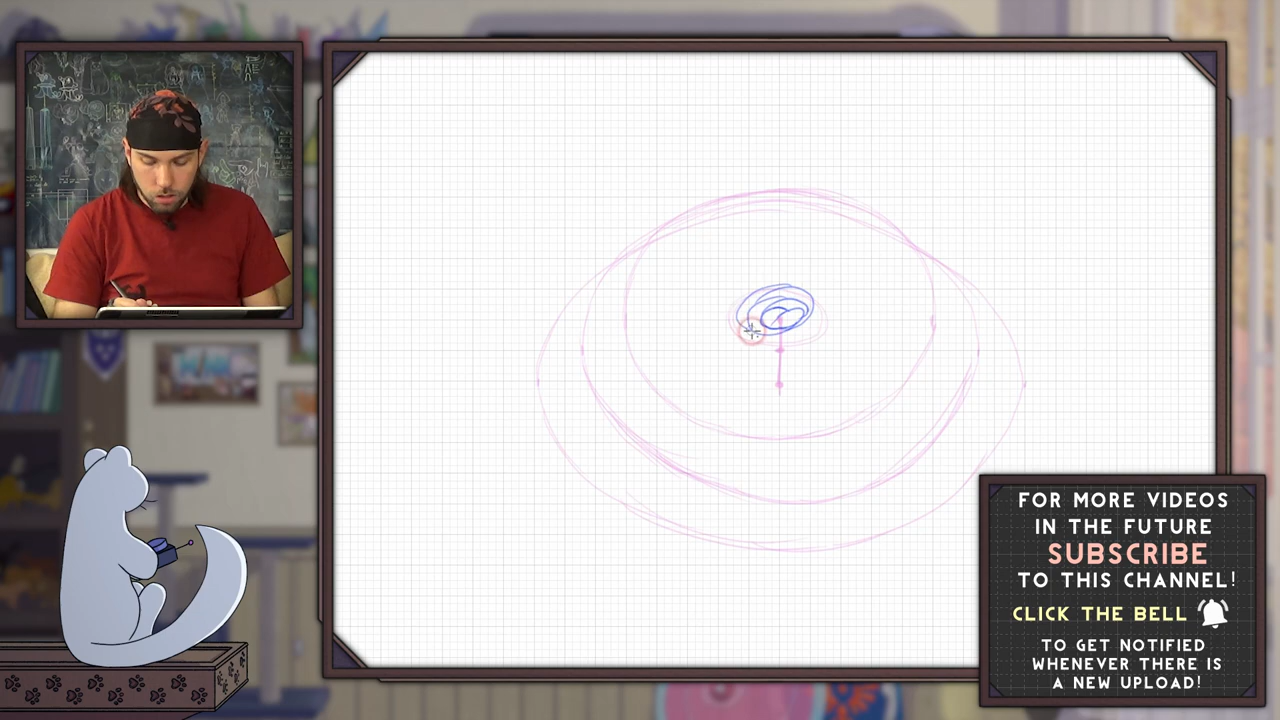 FOR MORE VIDEOS
IN THE FUTURE
SUBSCRIBE
TO THIS CHANNEL!
CLICK THE BELL
TO GET NOTIFIED
WHENEVER THERE IS
A NEW UPLOAD!